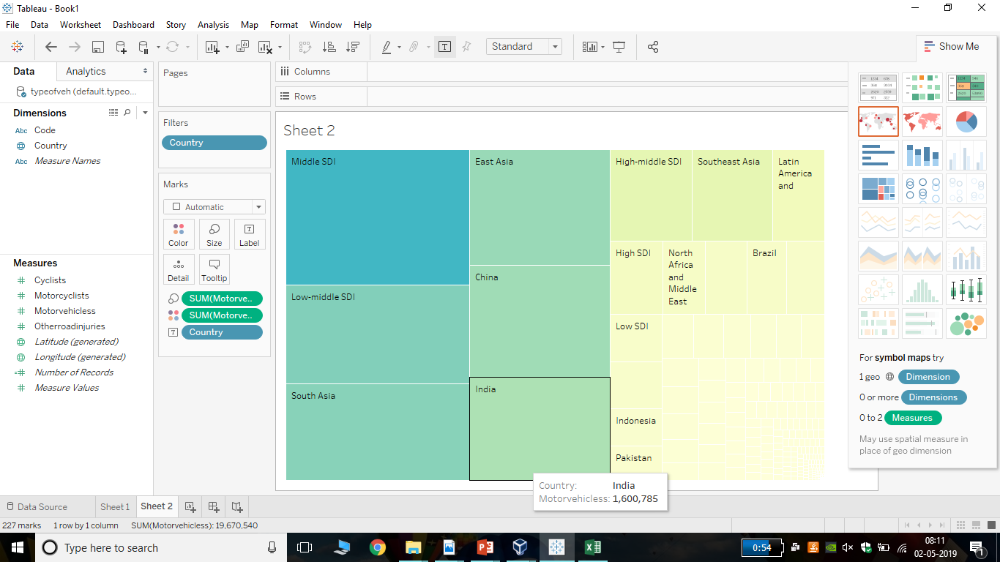 Tableau - Book1
File Data Worksheet Dashboard Story Analysis Map Format Window Help
Standard
Show Me
Data Analytics
typeofveh (default.typeo...
Dimensions
Abc Code
Country
Abc Measure Names
Measures
Cyclists
Motorcyclists
Motorvehicless
Otherroadinjuries
Latitude (generated)
Longitude (generated)
Number of Records
Measure Values
Pages
Filters
Country
Marks
Automatic
Color Size Label
Detail Tooltip
SUM(Motorve..
SUM(Motorve..
Country
Columns
Rows
Sheet 2
Middle SDI
Low-middle SDI
South Asia
East Asia
China
India
High-middle SDI
Southeast Asia
Latin
America
and
High SDI
North
Africa
and
Middle
East
Brazil
Low SDI
Indonesia
Pakistan
Country: India
Motorvehicless: 1,600,785
For symbol maps try
1 geo Dimension
0 or more Dimensions
0 to 2 Measures
May use spatial measure in
place of geo dimension
Data Source Sheet 1 Sheet 2
227 marks 1 row by 1 column SUM(Motorvehicless): 19,670,540
Type here to search
0:54
08:11
02-05-2019
1